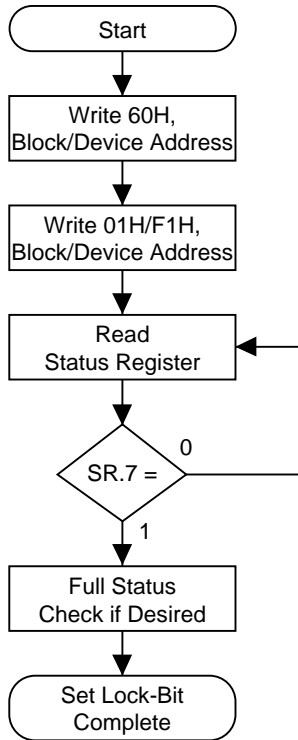 Start
Write 60H,
Block/Device Address
Write 01H/F1H,
Block/Device Address
Read
Status Register
SR.7 =
0
1
Full Status
Check if Desired
Set Lock-Bit
Complete